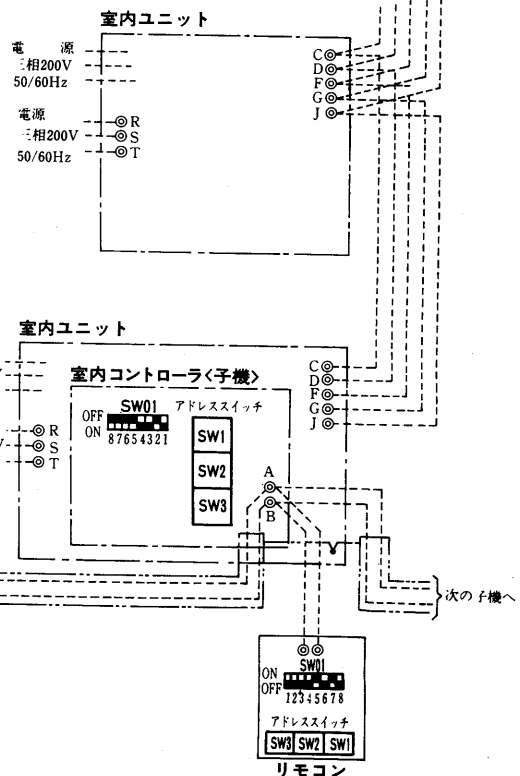 室内ユニット
電　源
三相200V
50/60Hz
電源
三相200V
50/60Hz
R
S
T
C
D
F
G
J
室内ユニット
室内コントローラ〈子機〉
SW01
OFF
ON
87654321
アドレススイッチ
SW1
SW2
SW3
R
S
T
A
B
C
D
F
G
J
次の子機へ
SW01
ON
OFF
12345678
アドレススイッチ
SW3 SW2 SW1
リモコン